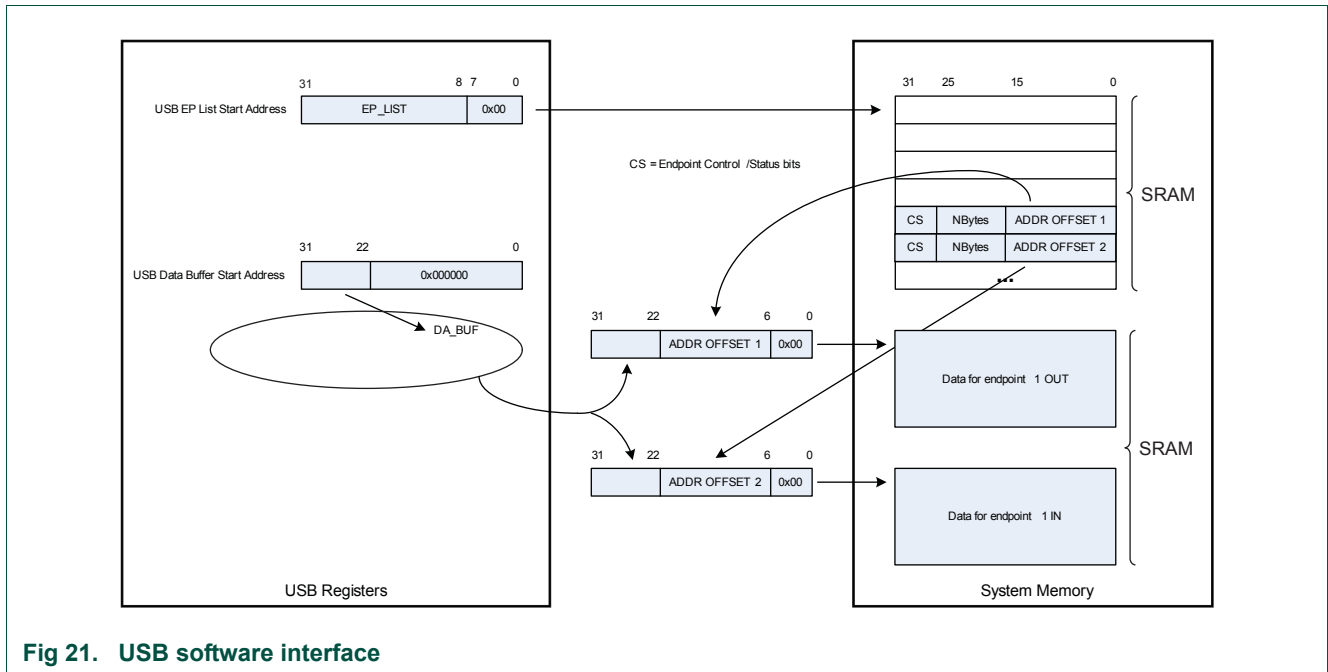 31 8 7 0
USB EP List Start Address EP_LIST 0x00
31 22 0
USB Data Buffer Start Address 0x000000
DA_BUF
USB Registers
CS = Endpoint Control /Status bits
31 22 6 0
ADDR OFFSET 1 0x00
31 22 6 0
ADDR OFFSET 2 0x00
31 25 15 0
CS NBytes ADDR OFFSET 1
CS NBytes ADDR OFFSET 2
...
SRAM
Data for endpoint 1 OUT
Data for endpoint 1 IN
SRAM
System Memory
Fig 21. USB software interface